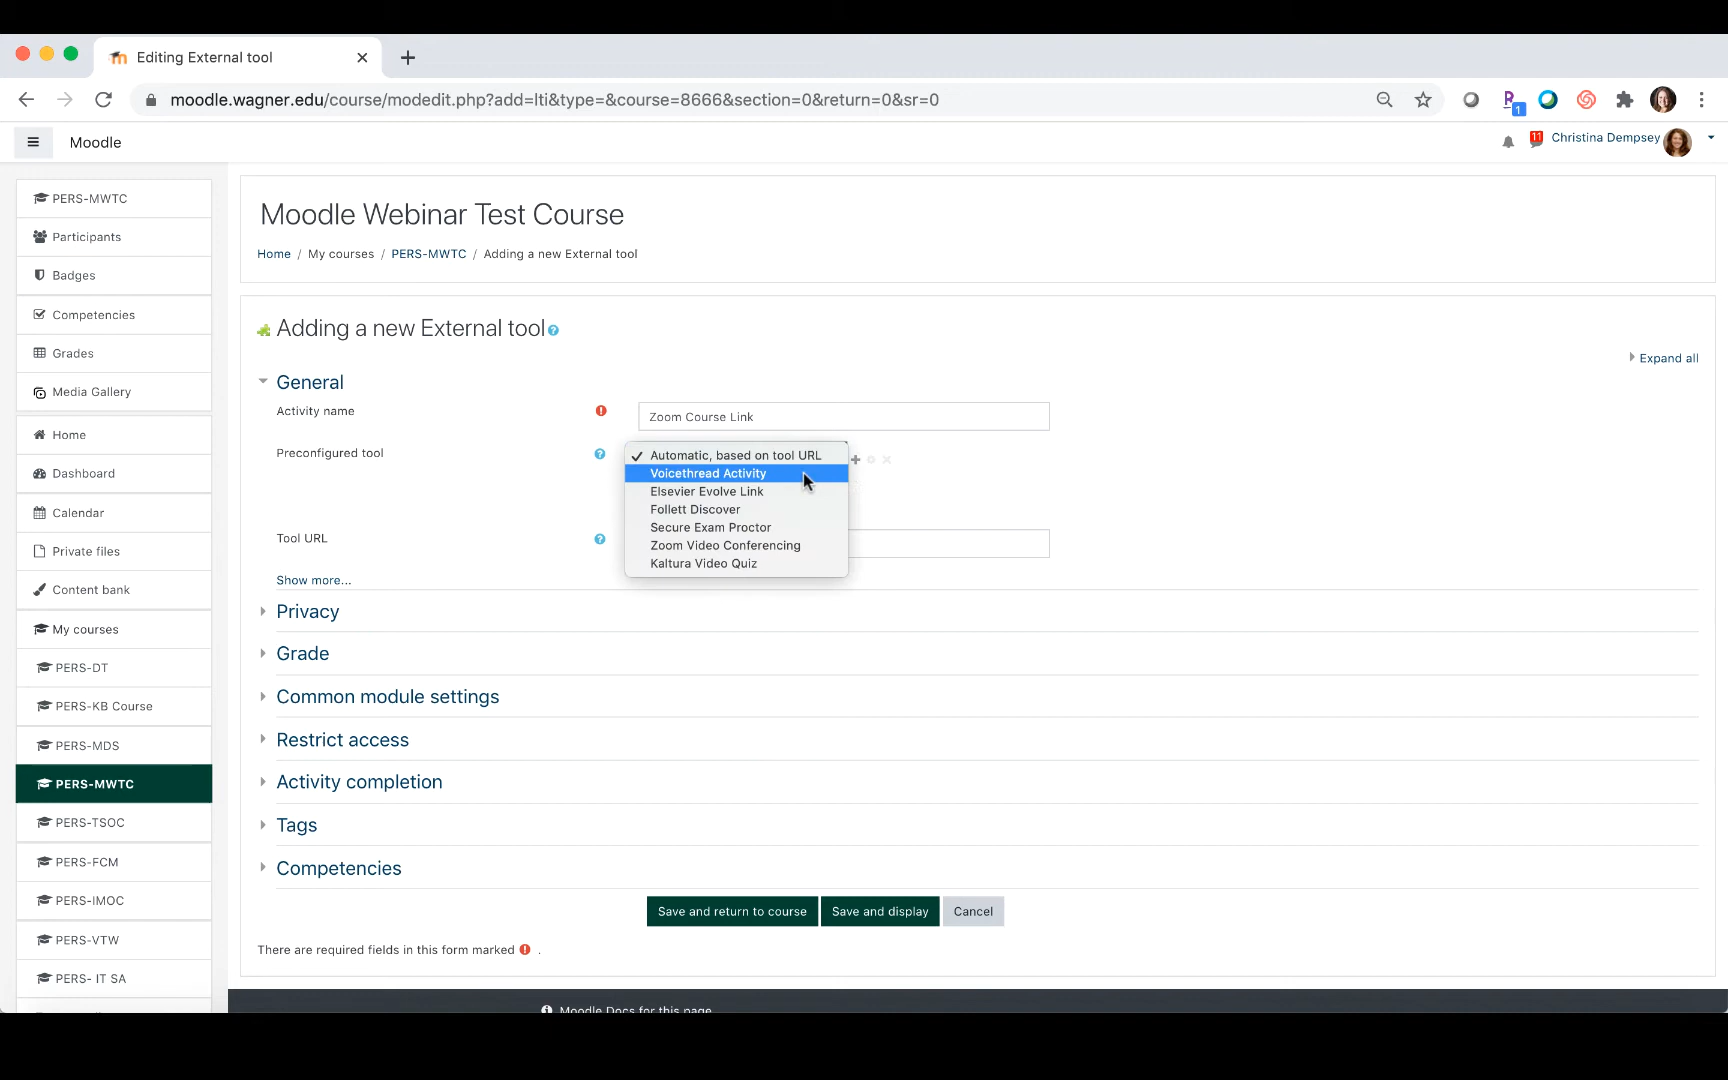 Editing External tool
moodle.wagner.edu/course/modedit.php?add=lti&type=&course=8666&section=0&return=0&sr=0
1
Moodle
11
Christina Dempsey
PERS-MWTC
Participants
Badges
Competencies
Grades
Media Gallery
Home
Dashboard
Calendar
Private files
Content bank
My courses
PERS-DT
PERS-KB Course
PERS-MDS
PERS-MWTC
PERS-TSOC
PERS-FCM
PERS-IMOC
PERS-VTW
PERS- IT SA
Moodle Webinar Test Course
Home / My courses / PERS-MWTC / Adding a new External tool
Adding a new External tool
Expand all
General
Activity name
Zoom Course Link
Preconfigured tool
Automatic, based on tool URL
Voicethread Activity
Elsevier Evolve Link
Follett Discover
Secure Exam Proctor
Zoom Video Conferencing
Kaltura Video Quiz
Tool URL
Show more...
Privacy
Grade
Common module settings
Restrict access
Activity completion
Tags
Competencies
Save and return to course
Save and display
Cancel
There are required fields in this form marked .
Moodle Docs for this page